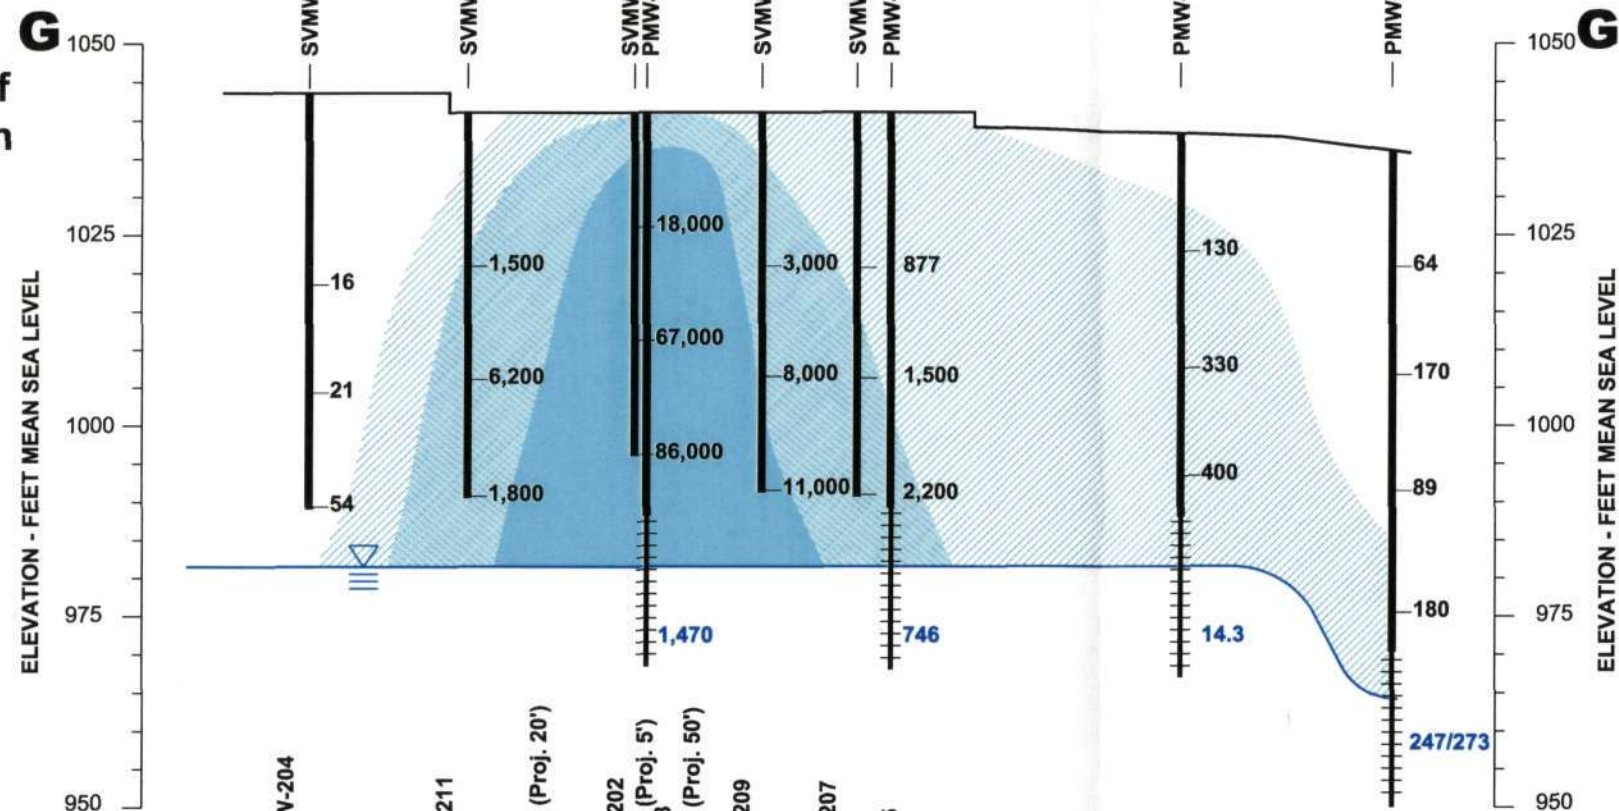 G
G
SVMW
SVMW
SVMW
PMW-
SVMW
SVMW
PMW-
PMW-
PMW
1050
1025
1000
975
950
ELEVATION - FEET MEAN SEA LEVEL
16
21
54
1,500
6,200
1,800
18,000
67,000
86,000
1,470
3,000
8,000
11,000
877
1,500
2,200
746
130
330
400
14.3
64
170
89
180
247/273
1050
1025
1000
975
950
ELEVATION - FEET MEAN SEA LEVEL
-204
211
(Proj. 20')
202
(Proj. 5')
(Proj. 50')
209
207